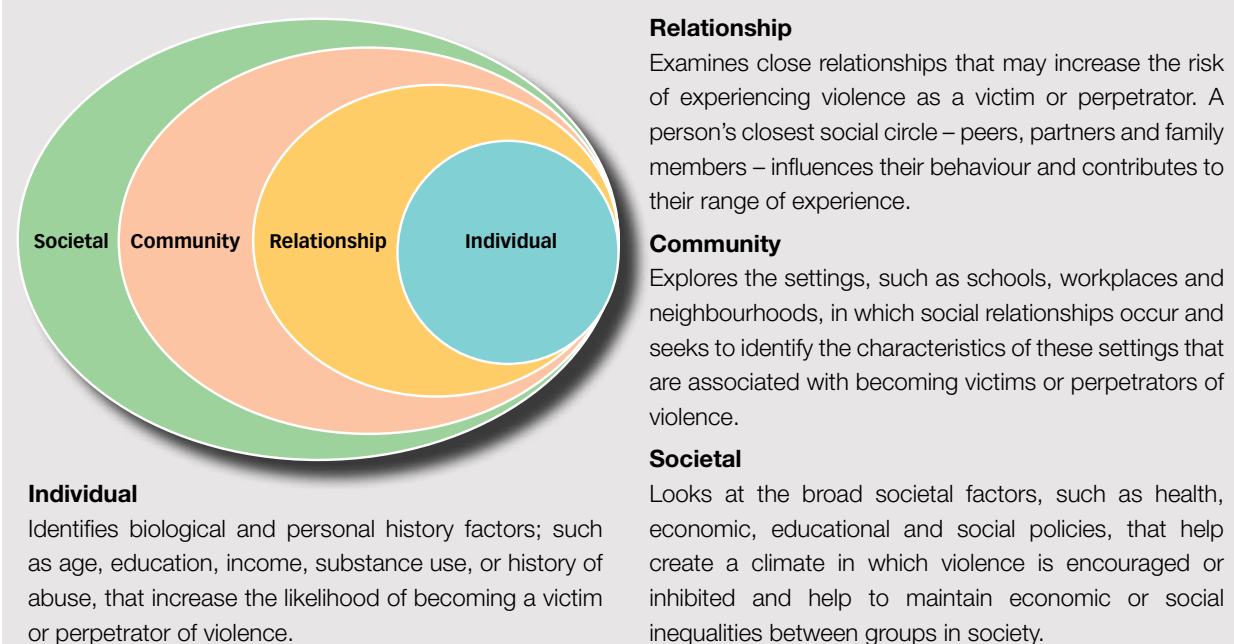 Societal Community Relationship Individual
Individual
Identifies biological and personal history factors; such
as age, education, income, substance use, or history of
abuse, that increase the likelihood of becoming a victim
or perpetrator of violence.
Relationship
Examines close relationships that may increase the risk
of experiencing violence as a victim or perpetrator. A
person’s closest social circle – peers, partners and family
members – influences their behaviour and contributes to
their range of experience.
Community
Explores the settings, such as schools, workplaces and
neighbourhoods, in which social relationships occur and
seeks to identify the characteristics of these settings that
are associated with becoming victims or perpetrators of
violence.
Societal
Looks at the broad societal factors, such as health,
economic, educational and social policies, that help
create a climate in which violence is encouraged or
inhibited and help to maintain economic or social
inequalities between groups in society.